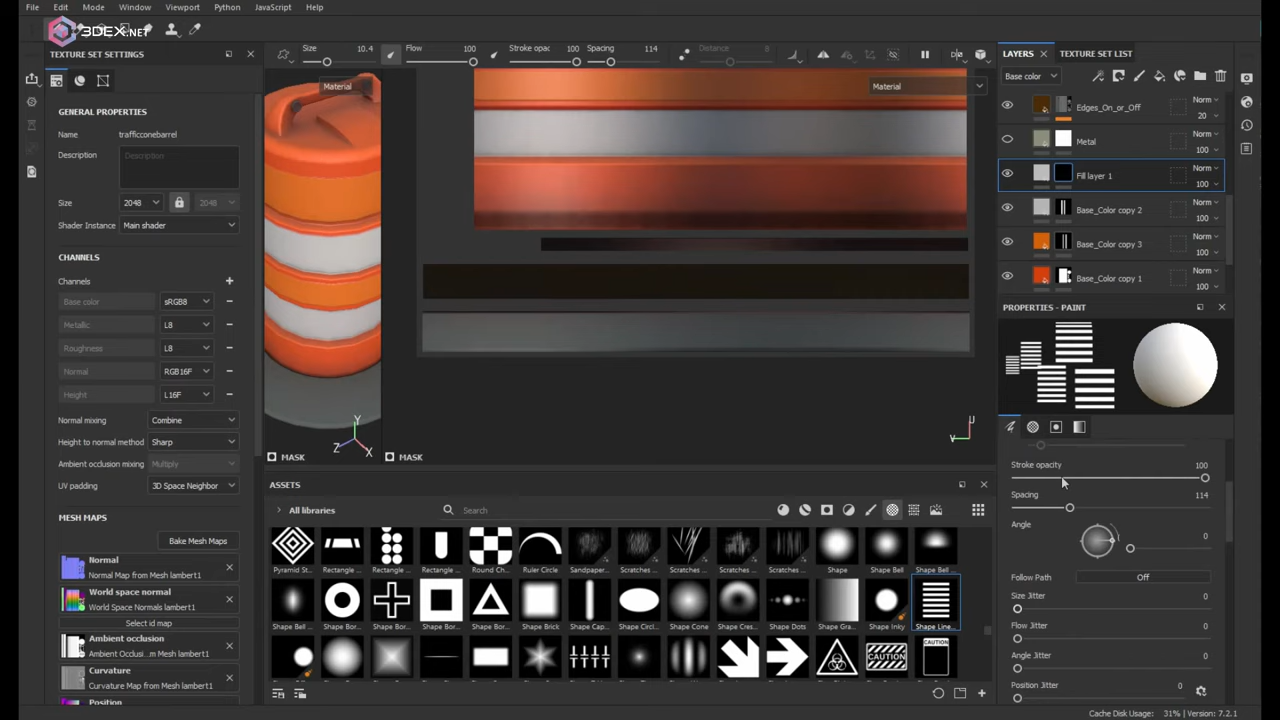 File Edit Mode Window Viewport Python JavaScript Help
3DEX.NET
TEXTURE SET SETTINGS
Size 10.4 Flow 100 Stroke opac 100 Spacing 114 Distance: 8
LAYERS TEXTURE SET LIST
Base color
Material
Material
GENERAL PROPERTIES
Name trafficconebarrel
Description Description
Size 2048 2048
Shader Instance Main shader
CHANNELS
Channels
Base color sRGB8
Metallic L8
Roughness L8
Normal RGB16F
Height L16F
Normal mixing Combine
Height to normal method Sharp
Ambient occlusion mixing Multiply
UV padding 3D Space Neighbor
MESH MAPS
Bake Mesh Maps
Normal
Normal Map from Mesh lambert1
World space normal
World Space Normals lambert1
Select id map
Ambient occlusion
Ambient Occlusi...m Mesh lambert1
Curvature
Curvature Map from Mesh lambert1
Position
Y
Z
X
MASK
U
V
MASK
ASSETS
All libraries
Search
Pyramid St... Rectangle ... Rectangle ... Rectangle ... Round Ch... Ruler Circle Sandpaper... Scratches ... Scratches ... Scratches ... Shape Shape Bell Shape Bell ...
Shape Bell ... Shape Bor... Shape Bor... Shape Bor... Shape Bor... Shape Brick Shape Cap... Shape Circl... Shape Cone Shape Cres... Shape Dots Shape Gra... Shape Inky Shape Line...
CAUTION CAUTION
Edges_On_or_Off Norm 20
Metal Norm 100
Fill layer 1 Norm 100
Base_Color copy 2 Norm 100
Base_Color copy 3 Norm 100
Base_Color copy 1 Norm 100
PROPERTIES - PAINT
Stroke opacity 100
Spacing 114
Angle 0
Follow Path Off
Size Jitter 0
Flow Jitter 0
Angle Jitter 0
Position Jitter 0
Cache Disk Usage: 31% | Version: 7.2.1